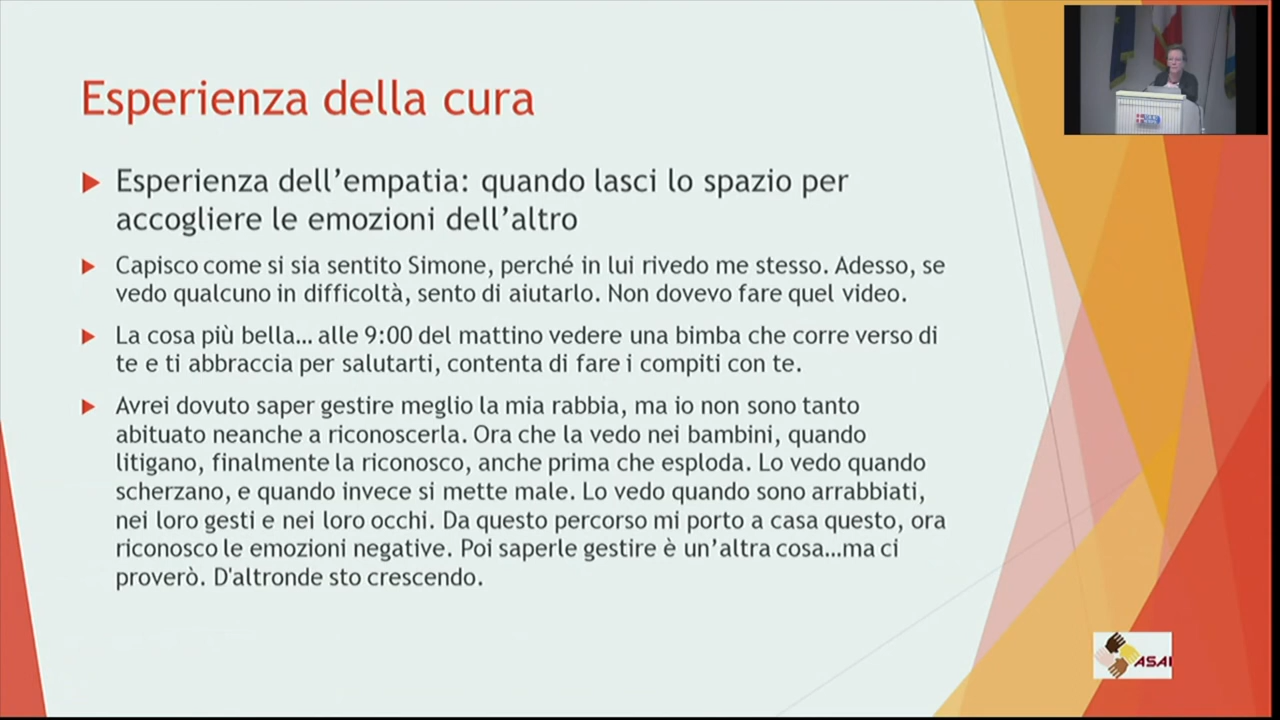 Esperienza della cura
Esperienza dell’empatia: quando lasci lo spazio per
accogliere le emozioni dell’altro
Capisco come si sia sentito Simone, perché in lui rivedo me stesso. Adesso, se
vedo qualcuno in difficoltà, sento di aiutarlo. Non dovevo fare quel video.
La cosa più bella… alle 9:00 del mattino vedere una bimba che corre verso di
te e ti abbraccia per salutarti, contenta di fare i compiti con te.
Avrei dovuto saper gestire meglio la mia rabbia, ma io non sono tanto
abituato neanche a riconoscerla. Ora che la vedo nei bambini, quando
litigano, finalmente la riconosco, anche prima che esploda. Lo vedo quando
scherzano, e quando invece si mette male. Lo vedo quando sono arrabbiati,
nei loro gesti e nei loro occhi. Da questo percorso mi porto a casa questo, ora
riconosco le emozioni negative. Poi saperle gestire è un’altra cosa…ma ci
proverò. D'altronde sto crescendo.
ASAI